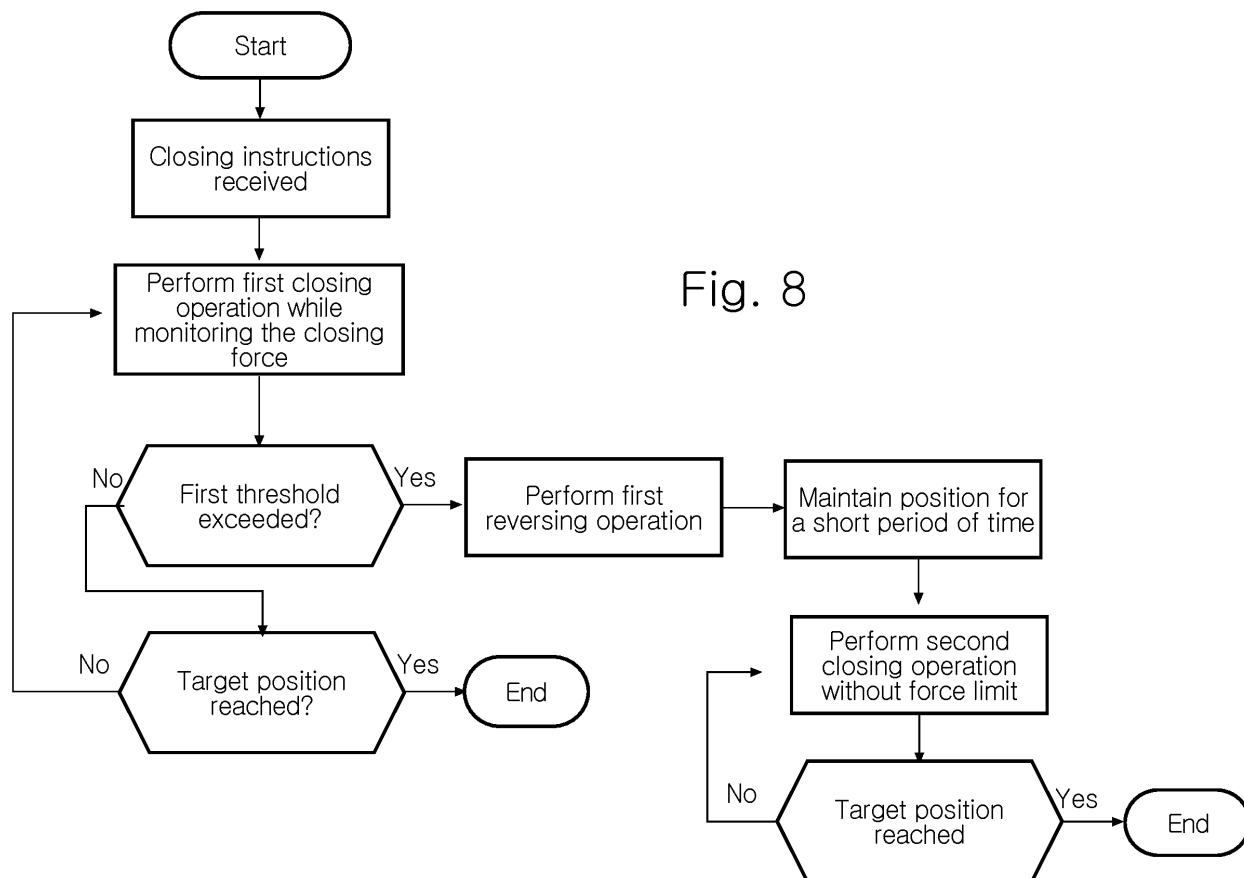 Start
Closing instructions
received
Perform first closing
operation while
monitoring the closing
force
Fig. 8
No
First threshold
exceeded?
Yes
Perform first
reversing operation
Maintain position for
a short period of time
No
Target position
reached?
Yes
End
Perform second
closing operation
without force limit
No
Target position
reached
Yes
End